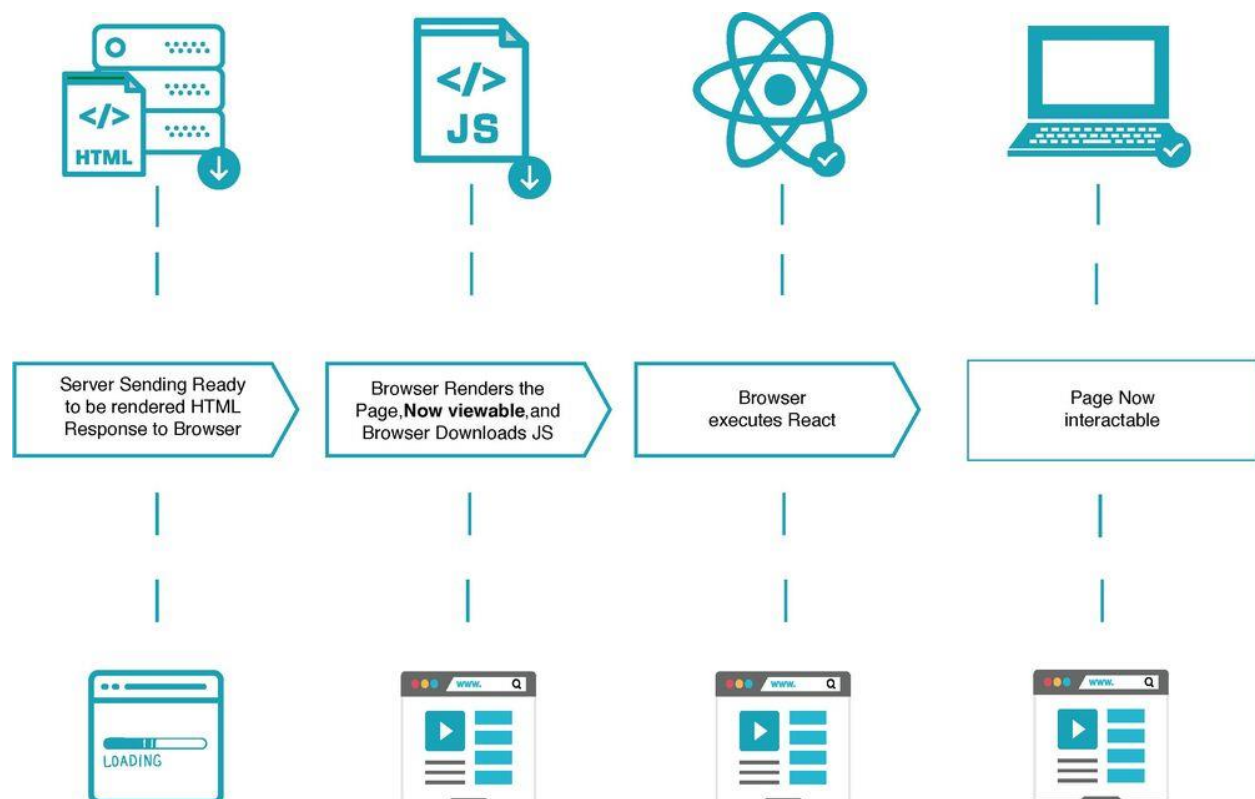 </>
HTML
</>
JS
Server Sending Ready
to be rendered HTML
Response to Browser
Browser Renders the
Page,Now viewable,and
Browser Downloads JS
Browser
executes React
Page Now
interactable
LOADING
www.
www.
www.